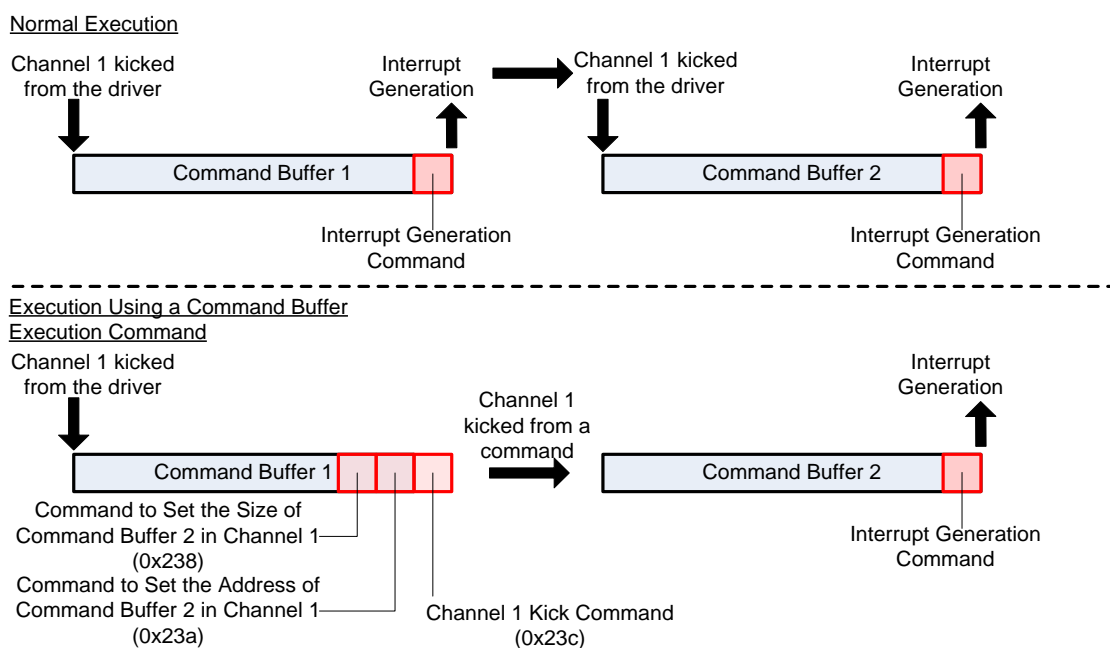 Normal Execution
Channel 1 kicked
from the driver
Interrupt
Generation
Channel 1 kicked
from the driver
Interrupt
Generation
Command Buffer 1
Command Buffer 2
Interrupt Generation
Command
Interrupt Generation
Command
Execution Using a Command Buffer
Execution Command
Channel 1 kicked
from the driver
Channel 1
kicked from a
command
Interrupt
Generation
Command Buffer 1
Command Buffer 2
Command to Set the Size of
Command Buffer 2 in Channel 1
(0x238)
Command to Set the Address of
Command Buffer 2 in Channel 1
(0x23a)
Channel 1 Kick Command
(0x23c)
Interrupt Generation
Command